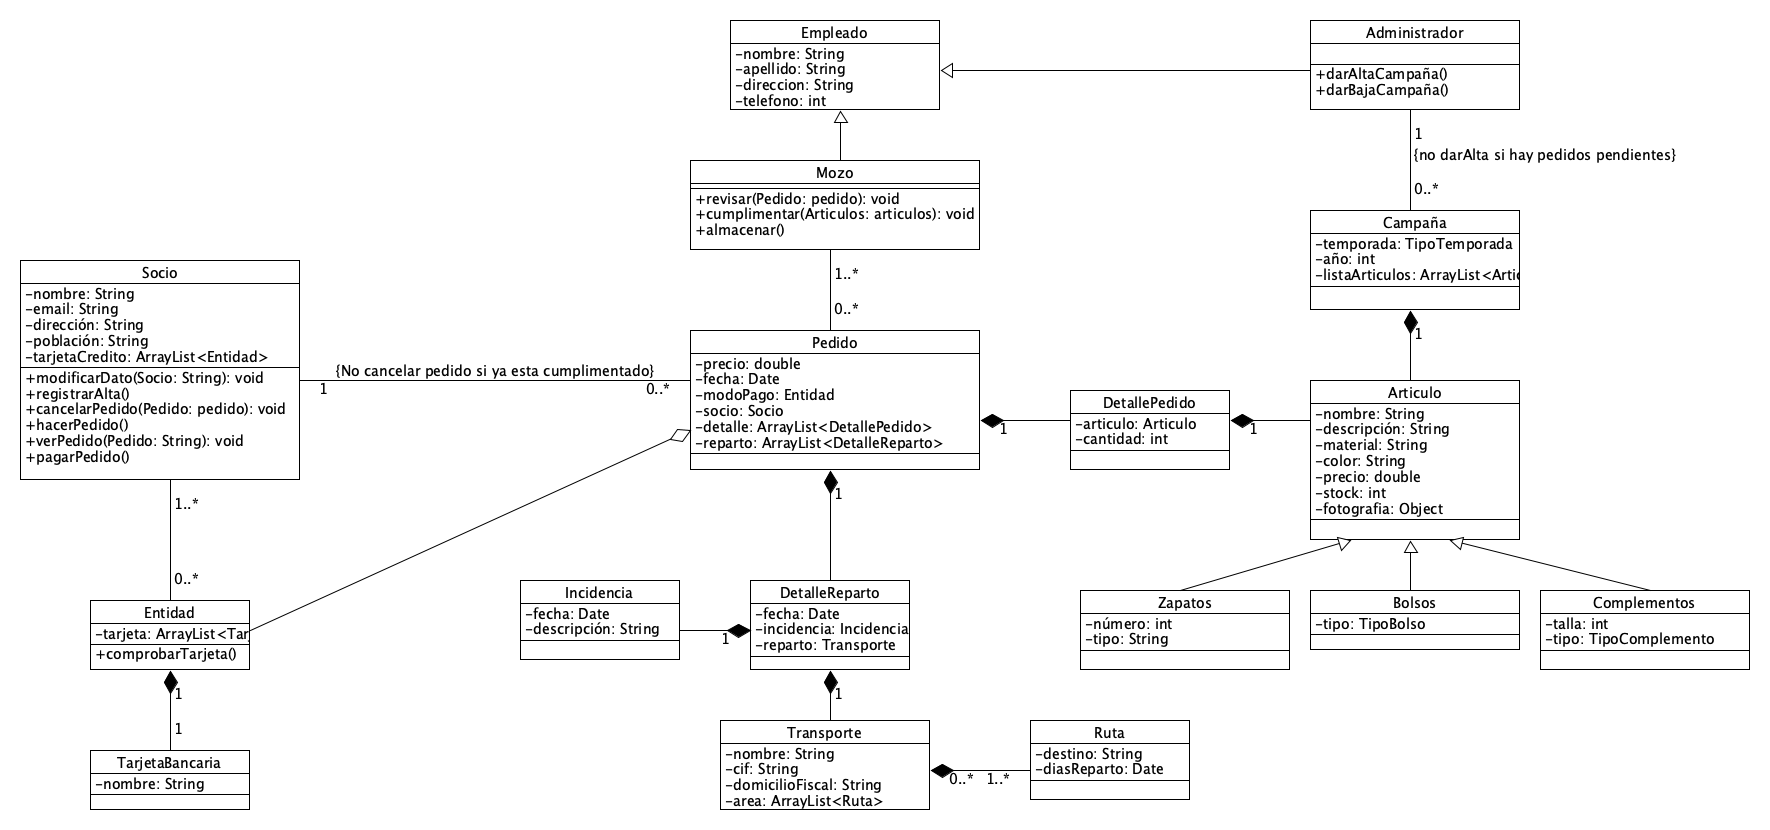 Empleado
-nombre: String
-apellido: String
-direccion: String
-telefono: int
Administrador
+darAltaCampaña()
+darBajaCampaña()
1
{no darAlta si hay pedidos pendientes}
0..*
Mozo
+revisar(Pedido: pedido): void
+cumplimentar(Articulos: articulos): void
+almacenar()
1..*
0..*
Campaña
-temporada: TipoTemporada
-año: int
-listaArticulos: ArrayList<Artic
1
Socio
-nombre: String
-email: String
-dirección: String
-población: String
-tarjetaCredito: ArrayList<Entidad>
+modificarDato(Socio: String): void
+registrarAlta()
+cancelarPedido(Pedido: pedido): void
+hacerPedido()
+verPedido(Pedido: String): void
+pagarPedido()
{No cancelar pedido si ya esta cumplimentado}
1
0..*
Pedido
-precio: double
-fecha: Date
-modoPago: Entidad
-socio: Socio
-detalle: ArrayList<DetallePedido>
-reparto: ArrayList<DetalleReparto>
1
DetallePedido
-articulo: Articulo
-cantidad: int
1
Articulo
-nombre: String
-descripción: String
-material: String
-color: String
-precio: double
-stock: int
-fotografia: Object
1..*
0..*
1
Incidencia
-fecha: Date
-descripción: String
1
DetalleReparto
-fecha: Date
-incidencia: Incidencia
-reparto: Transporte
Zapatos
-número: int
-tipo: String
Bolsos
-tipo: TipoBolso
Complementos
-talla: int
-tipo: TipoComplemento
Entidad
-tarjeta: ArrayList<Tar
+comprobarTarjeta()
1
1
TarjetaBancaria
-nombre: String
1
Transporte
-nombre: String
-cif: String
-domicilioFiscal: String
-area: ArrayList<Ruta>
0..*
1..*
Ruta
-destino: String
-diasReparto: Date